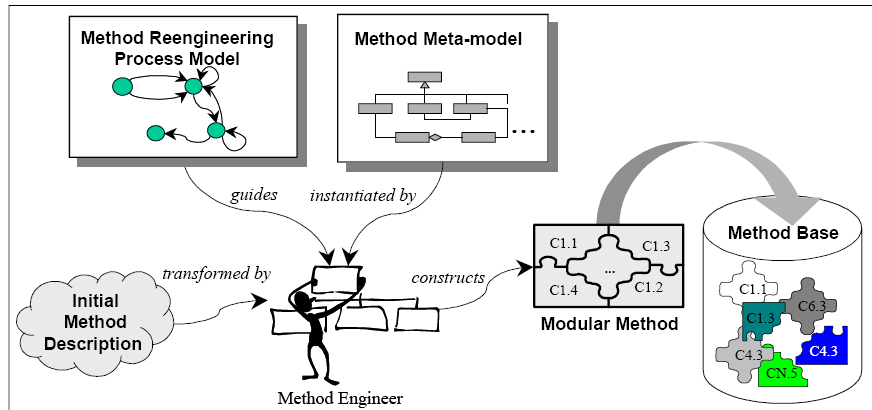 Method Reengineering
Process Model
Method Meta-model
...
guides
instantiated by
transformed by
constructs
Initial
Method
Description
Method Engineer
C1.1
C1.3
...
C1.4
C1.2
Modular Method
Method Base
C1.1
C6.3
C1.3
C4.3
C4.3
CN.5